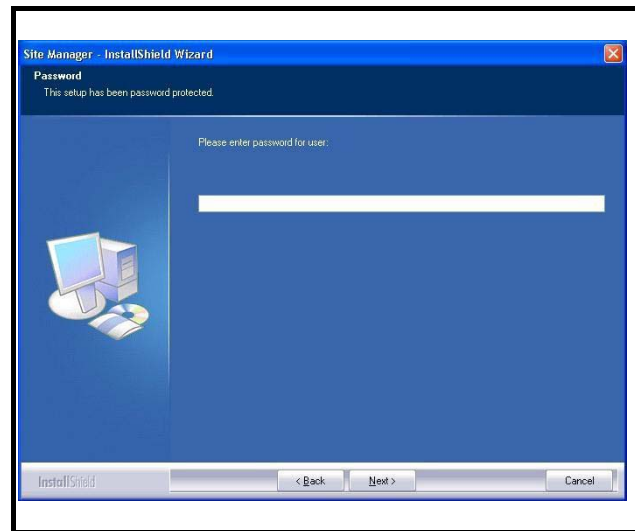 Site Manager - InstallShield Wizard
Password
This setup has been password protected.
Please enter password for user:
InstallShield
< Back
Next >
Cancel